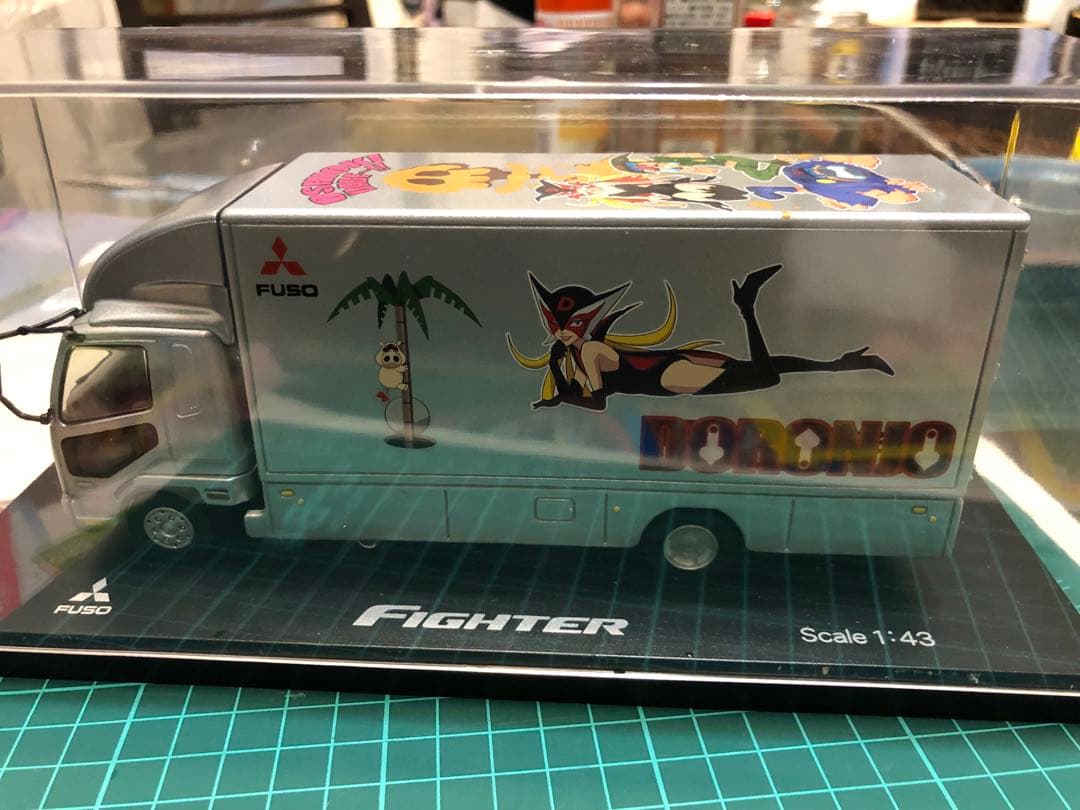 FUSO
D
DORONJO
FUSO
FIGHTER
Scale 1:43